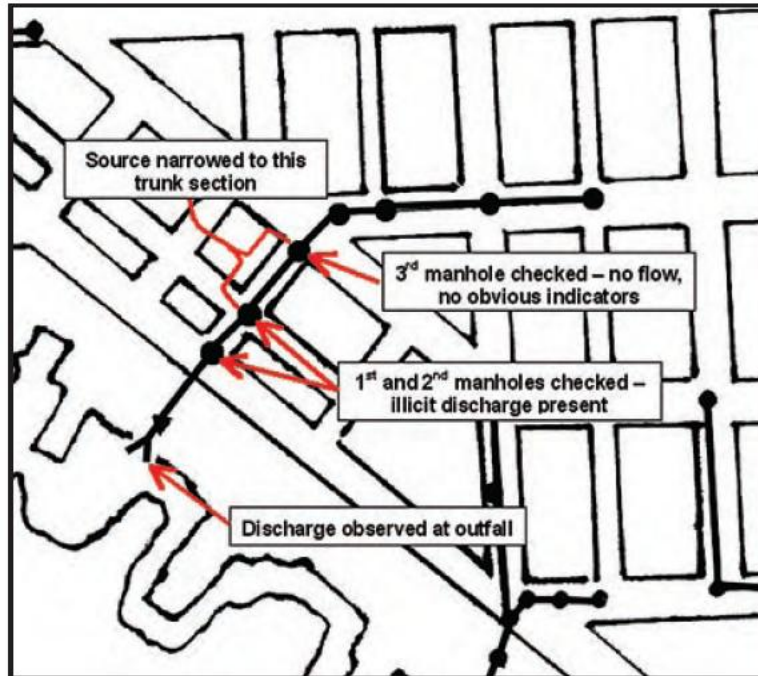 Source narrowed to this
trunk section
3rd manhole checked – no flow,
no obvious indicators
1st and 2nd manholes checked –
illicit discharge present
Discharge observed at outfall